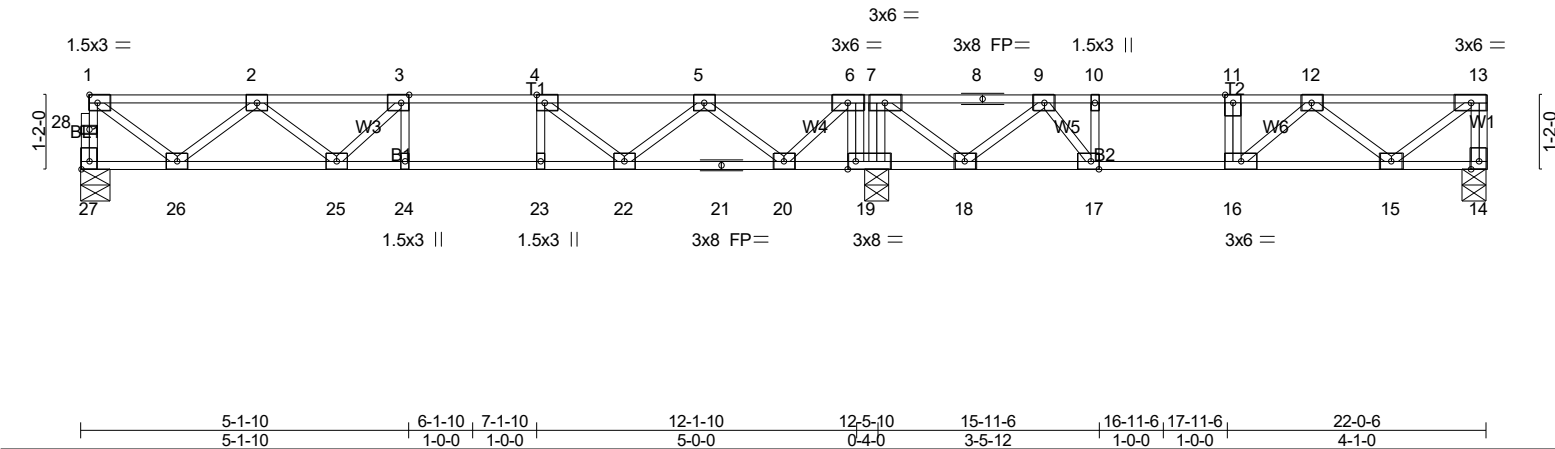 3x6 =
1.5x3 = 3x6 = 3x8 FP= 1.5x3 || 3x6 =
1 2 3 4 5 6 7 8 9 10 11 12 13
T1 T2
1-2-0 28 BL1 W3 W4 W5 W6 W1 1-2-0
B1 B2
27 26 25 24 23 22 21 20 19 18 17 16 15 14
1.5x3 || 1.5x3 || 3x8 FP= 3x8 = 3x6 =
5-1-10 6-1-10 7-1-10 12-1-10 12-5-10 15-11-6 16-11-6 17-11-6 22-0-6
5-1-10 1-0-0 1-0-0 5-0-0 0-4-0 3-5-12 1-0-0 1-0-0 4-1-0